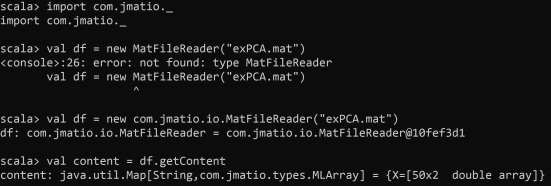 scala> import com.jmatio._
import com.jmatio._
scala> val df = new MatFileReader("exPCA.mat")
<console>:26: error: not found: type MatFileReader
       val df = new MatFileReader("exPCA.mat")
                    ^
scala> val df = new com.jmatio.io.MatFileReader("exPCA.mat")
df: com.jmatio.io.MatFileReader = com.jmatio.io.MatFileReader@10fef3d1
scala> val content = df.getContent
content: java.util.Map[String,com.jmatio.types.MLArray] = {X=[50x2  double array]}